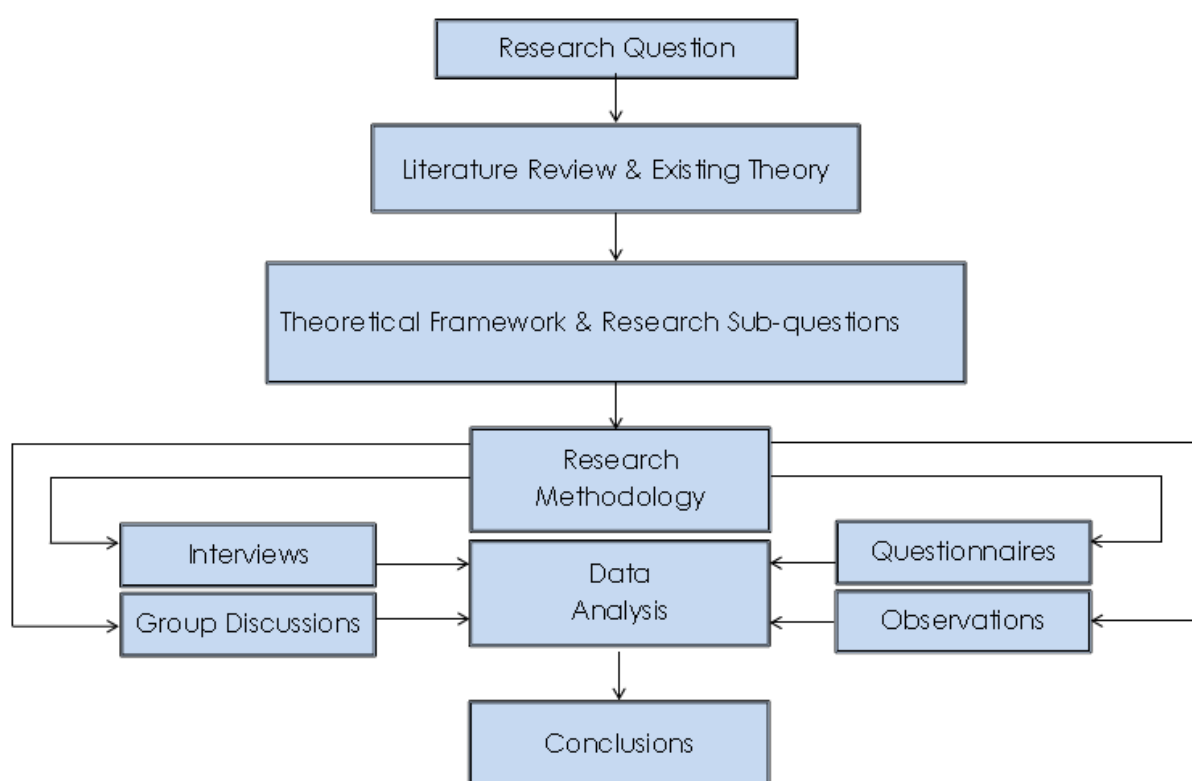 Research Question
Literature Review & Existing Theory
Theoretical Framework & Research Sub-questions
Research
Methodology
Interviews
Group Discussions
Data
Analysis
Questionnaires
Observations
Conclusions